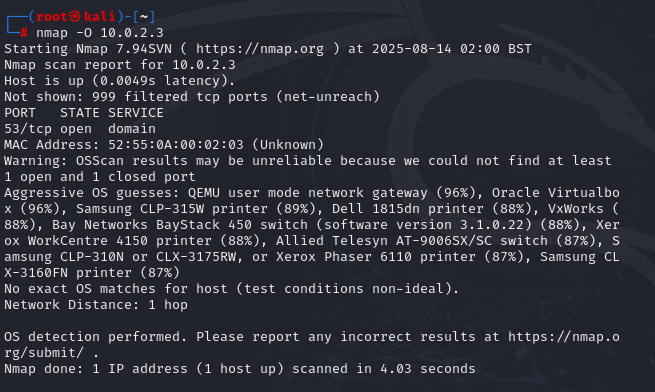 ┌──(root㉿kali)-[~]
└─# nmap -O 10.0.2.3
Starting Nmap 7.94SVN ( https://nmap.org ) at 2025-08-14 02:00 BST
Nmap scan report for 10.0.2.3
Host is up (0.0049s latency).
Not shown: 999 filtered tcp ports (net-unreach)
PORT   STATE SERVICE
53/tcp open  domain
MAC Address: 52:55:0A:00:02:03 (Unknown)
Warning: OSScan results may be unreliable because we could not find at least
1 open and 1 closed port
Aggressive OS guesses: QEMU user mode network gateway (96%), Oracle Virtualbo
x (96%), Samsung CLP-315W printer (89%), Dell 1815dn printer (88%), VxWorks (
88%), Bay Networks BayStack 450 switch (software version 3.1.0.22) (88%), Xer
ox WorkCentre 4150 printer (88%), Allied Telesyn AT-9006SX/SC switch (87%), S
amsung CLP-310N or CLX-3175RW, or Xerox Phaser 6110 printer (87%), Samsung CL
X-3160FN printer (87%)
No exact OS matches for host (test conditions non-ideal).
Network Distance: 1 hop

OS detection performed. Please report any incorrect results at https://nmap.o
rg/submit/ .
Nmap done: 1 IP address (1 host up) scanned in 4.03 seconds